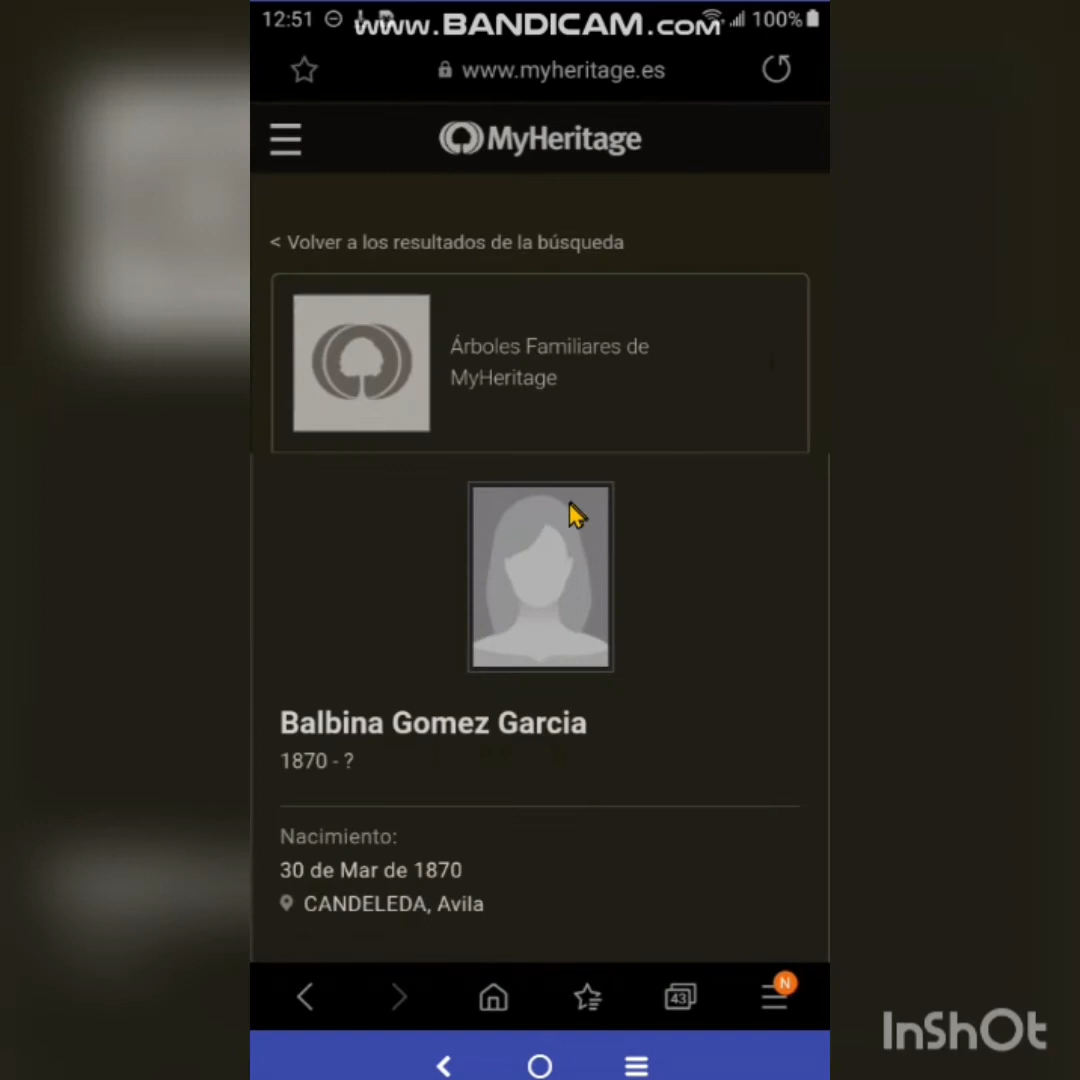 12:51
www.BANDICAM.com
100%
www.myheritage.es
MyHeritage
< Volver a los resultados de la búsqueda
Árboles Familiares de
MyHeritage
Balbina Gomez Garcia
1870 - ?
Nacimiento:
30 de Mar de 1870
CANDELEDA, Avila
43
N
InShOt